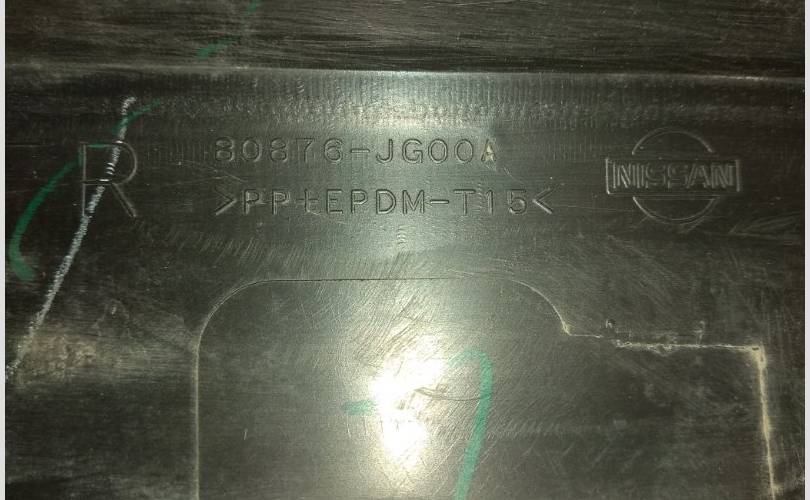 R
80876-JG00A
>PP+EPDM-T15<
NISSAN